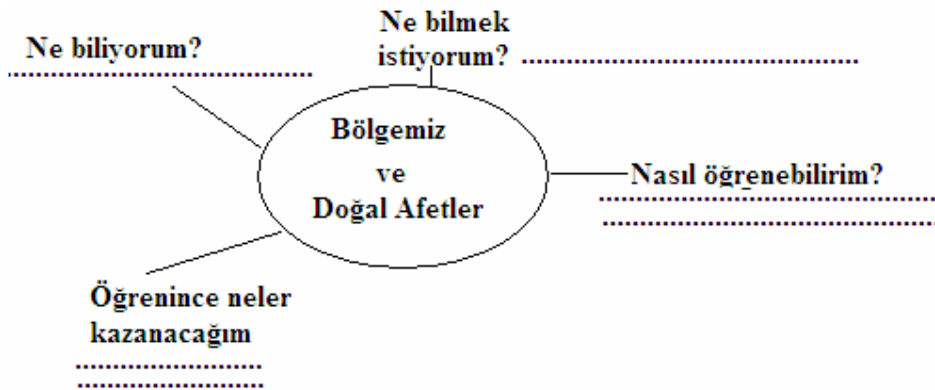 Ne biliyorum?
Ne bilmek
istiyorum?
Bölgemiz
ve
Doğal Afetler
Nasıl öğrenebilirim?
Öğrenince neler
kazanacağım